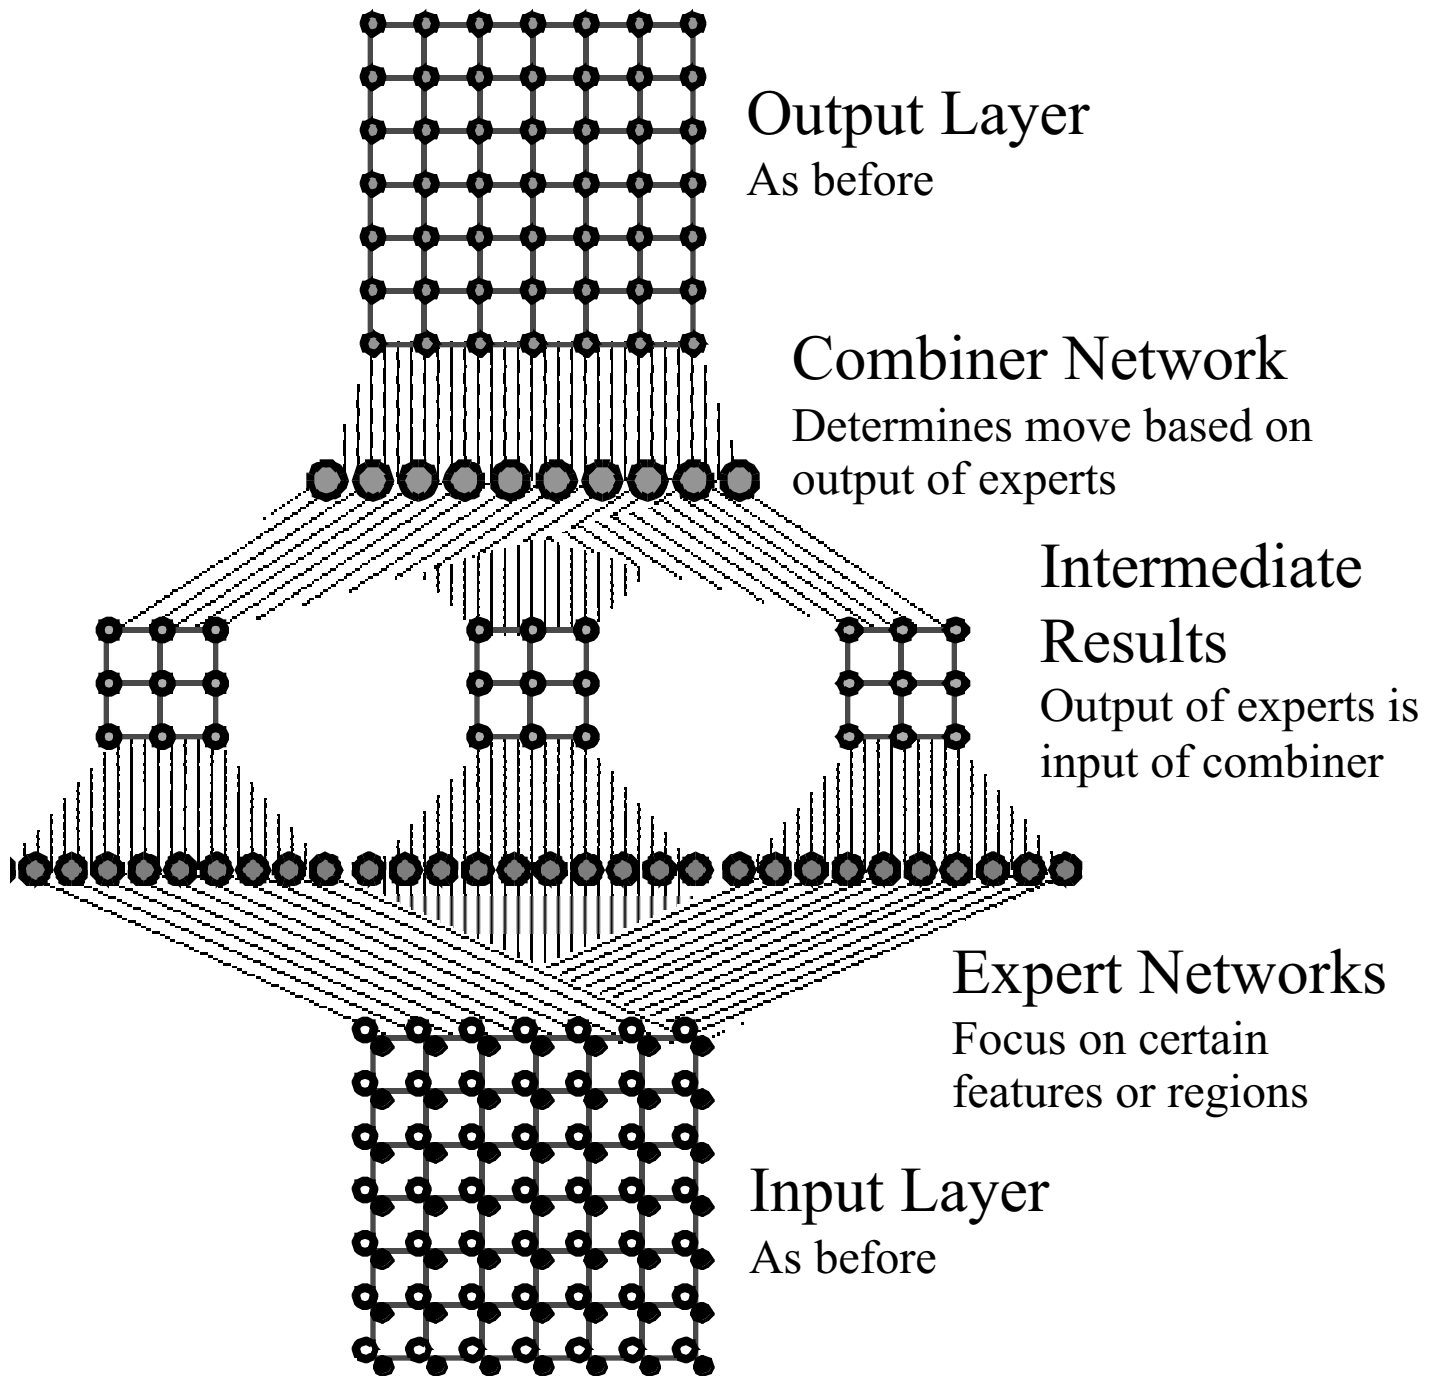 Output Layer
As before
Combiner Network
Determines move based on
output of experts
Intermediate
Results
Output of experts is
input of combiner
Expert Networks
Focus on certain
features or regions
Input Layer
As before